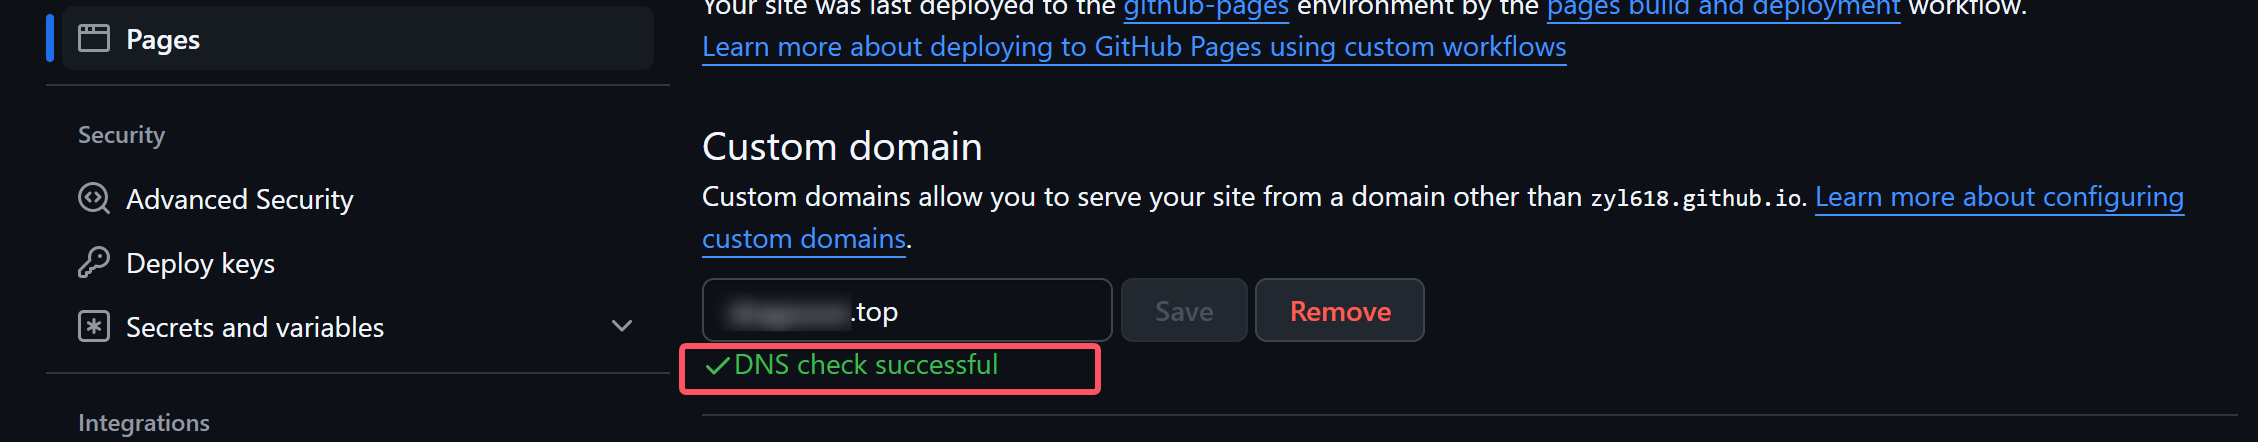 Your site was last deployed to the github-pages environment by the pages build and deployment workflow.
Learn more about deploying to GitHub Pages using custom workflows
Pages
Security
Advanced Security
Deploy keys
Secrets and variables
Integrations
Custom domain
Custom domains allow you to serve your site from a domain other than zyl618.github.io. Learn more about configuring
custom domains.
.top
Save
Remove
DNS check successful